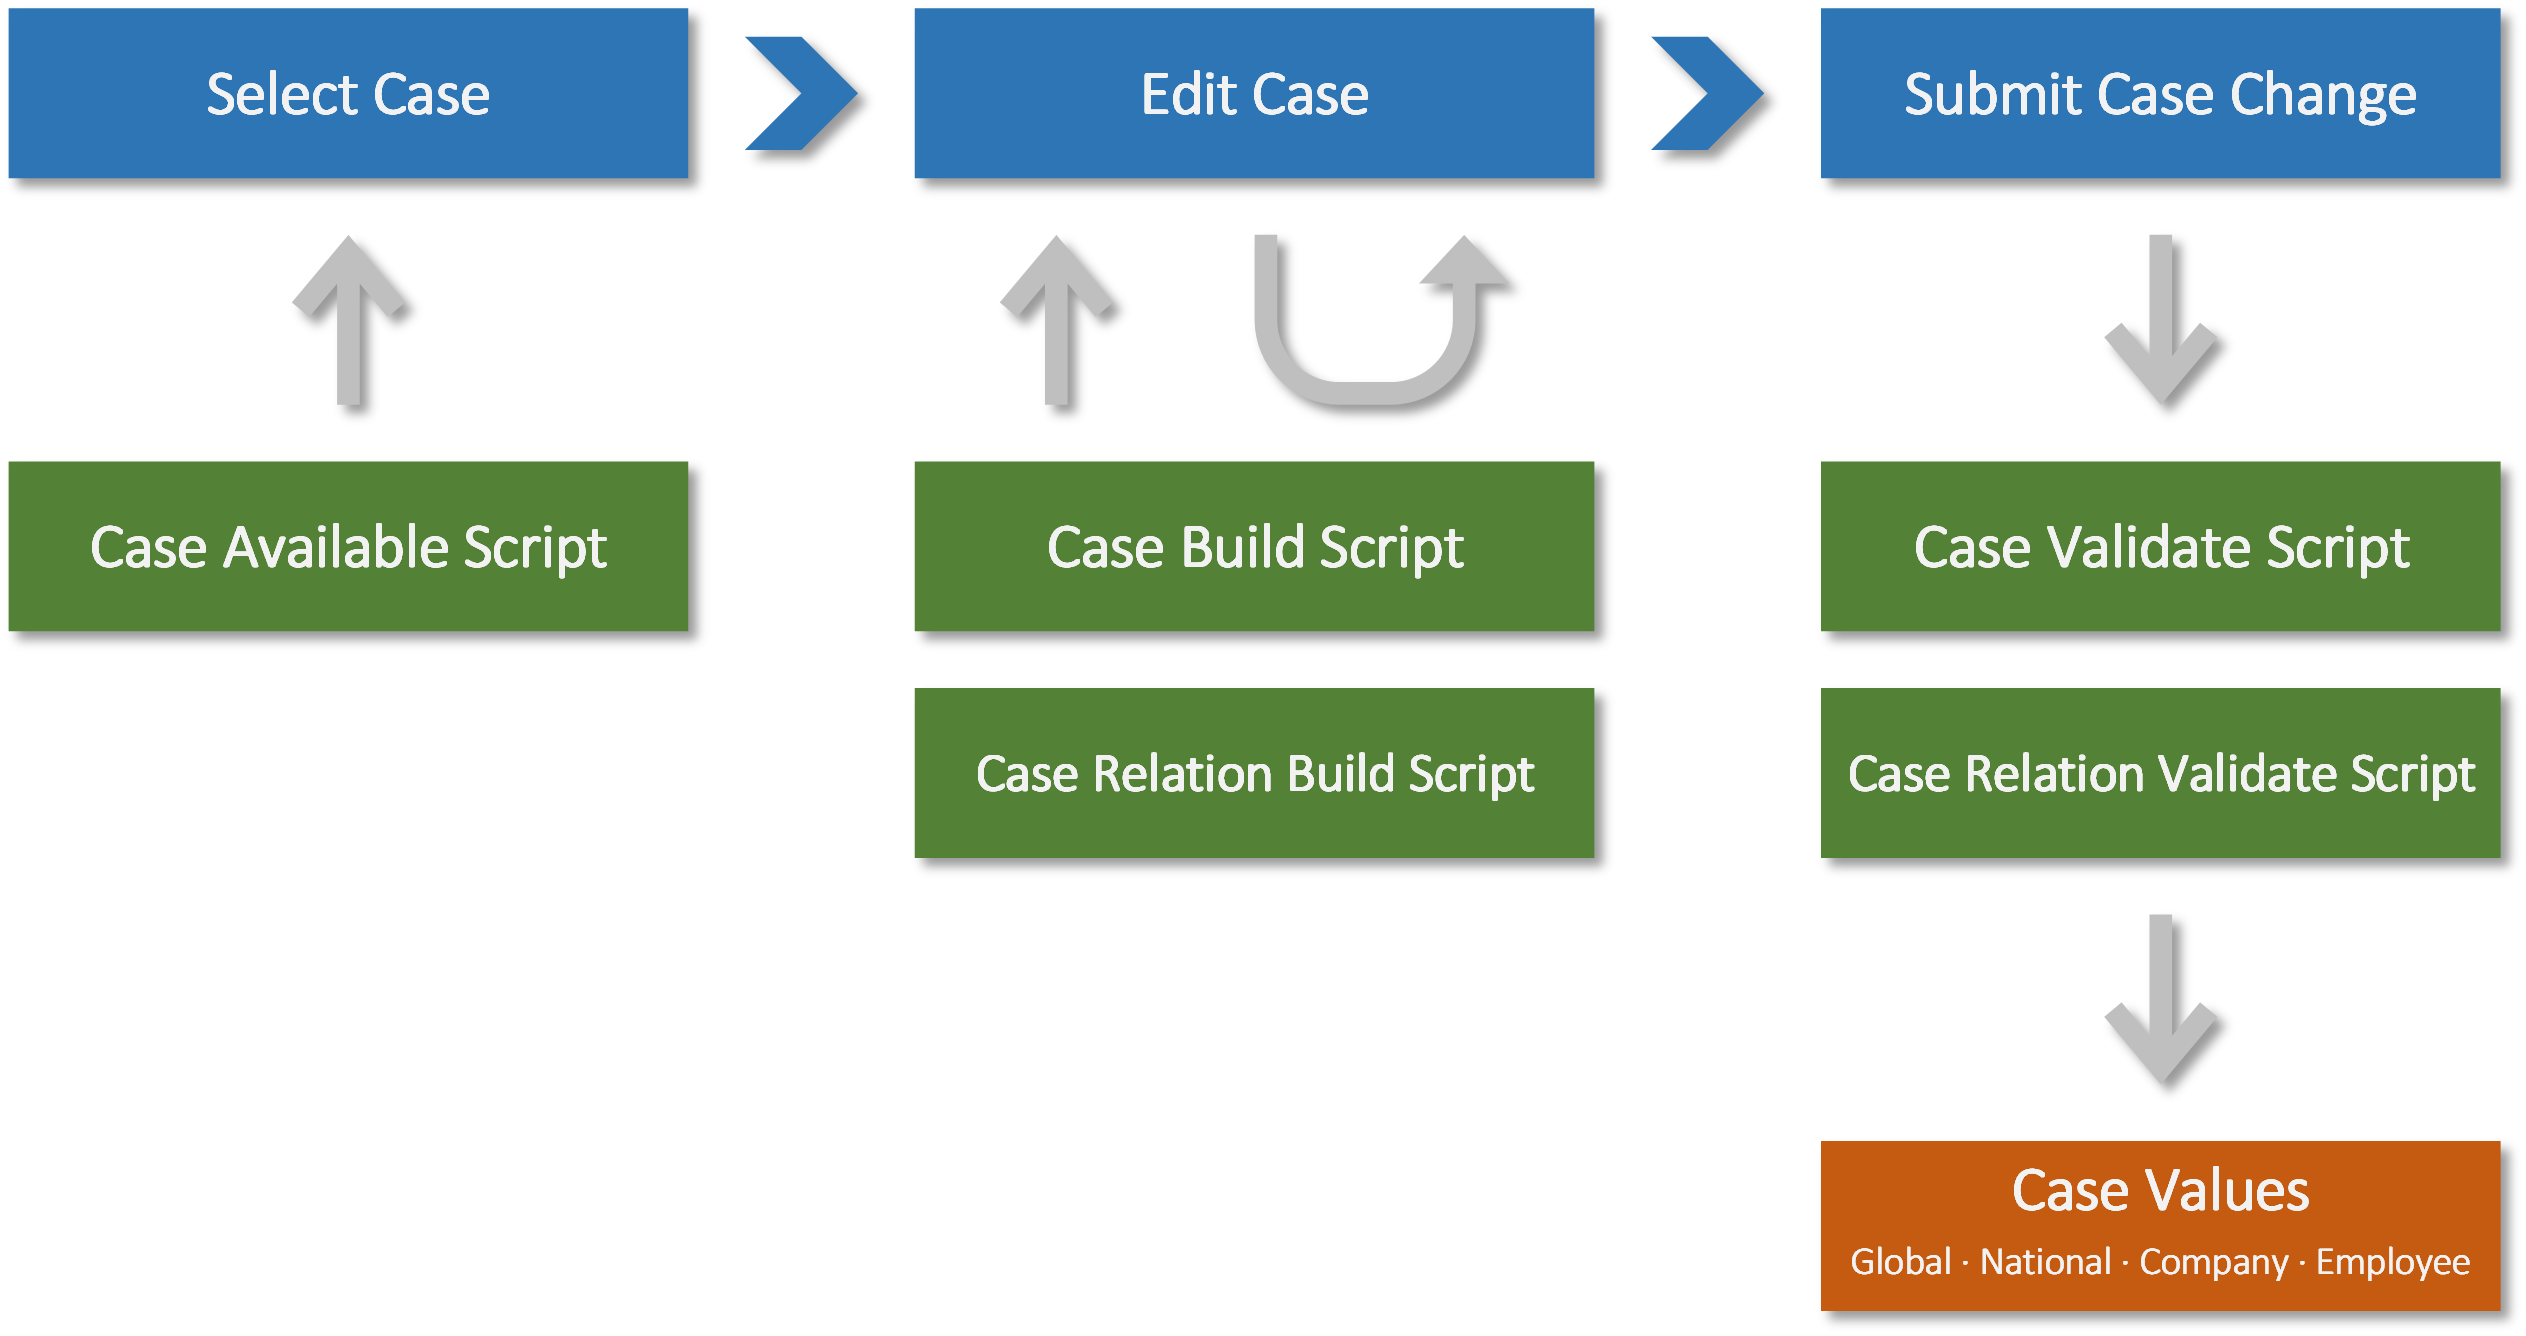 Select Case
Edit Case
Submit Case Change
Case Available Script
Case Build Script
Case Validate Script
Case Relation Build Script
Case Relation Validate Script
Case Values
Global · National · Company · Employee